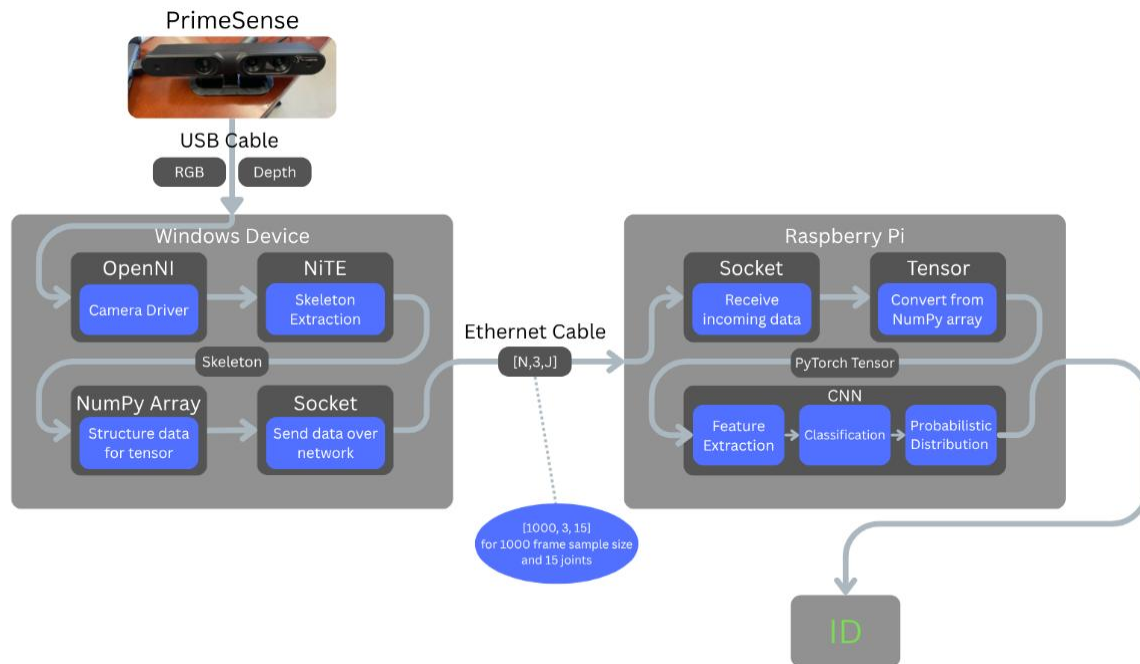 PrimeSense
USB Cable
RGB
Depth
Windows Device
OpenNI
Camera Driver
NiTE
Skeleton
Extraction
Skeleton
NumPy Array
Structure data
for tensor
Socket
Send data over
network
Ethernet Cable
[N,3,J]
[1000, 3, 15]
for 1000 frame sample size
and 15 joints
Raspberry Pi
Socket
Receive
incoming data
Tensor
Convert from
NumPy array
PyTorch Tensor
CNN
Feature
Extraction
Classification
Probabilistic
Distribution
ID